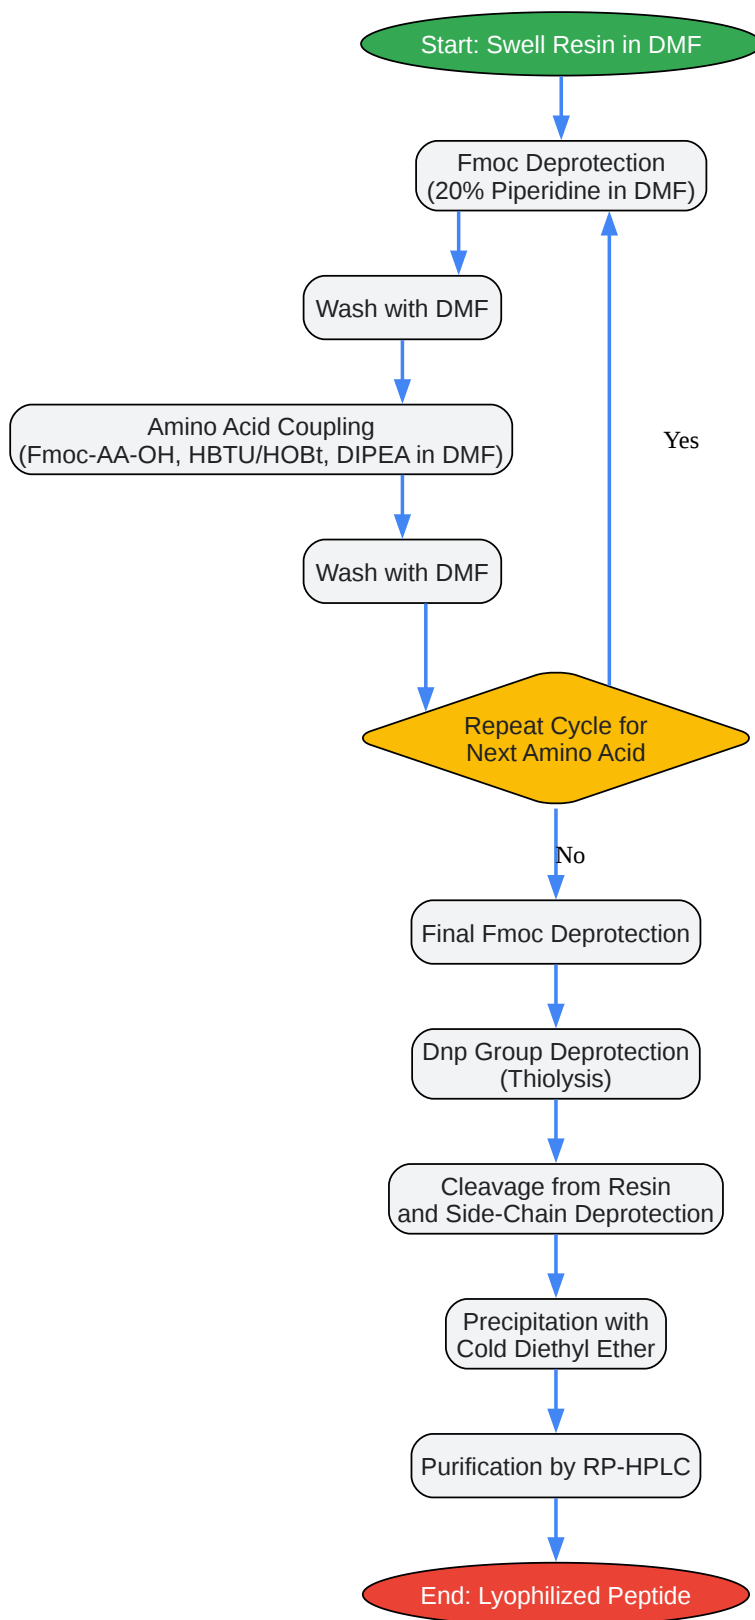 Start: Swell Resin in DMF
Fmoc Deprotection
(20% Piperidine in DMF)
Wash with DMF
Amino Acid Coupling
(Fmoc-AA-OH, HBTU/HOBt, DIPEA in DMF)
Yes
Wash with DMF
Repeat Cycle for
Next Amino Acid
No
Final Fmoc Deprotection
Dnp Group Deprotection
(Thiolysis)
Cleavage from Resin
and Side-Chain Deprotection
Precipitation with
Cold Diethyl Ether
Purification by RP-HPLC
End: Lyophilized Peptide